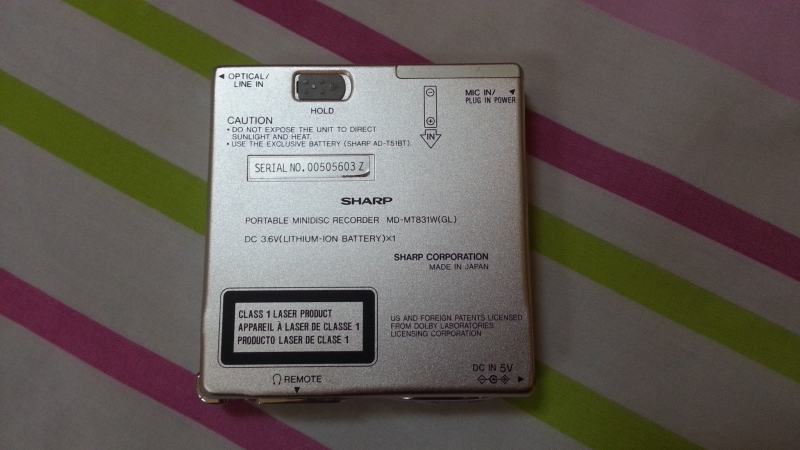 OPTICAL/
LINE IN
HOLD
MIC IN/
PLUG IN POWER
IN
CAUTION
• DO NOT EXPOSE THE UNIT TO DIRECT
SUNLIGHT AND HEAT.
• USE THE EXCLUSIVE BATTERY (SHARP AD-T51BT).
SERIAL NO. 00505603 Z
SHARP
PORTABLE MINIDISC RECORDER MD-MT831W(GL)
DC 3.6V(LITHIUM-ION BATTERY)×1
SHARP CORPORATION
MADE IN JAPAN
CLASS 1 LASER PRODUCT
APPAREIL À LASER DE CLASSE 1
PRODUCTO LASER DE CLASE 1
US AND FOREIGN PATENTS LICENSED
FROM DOLBY LABORATORIES
LICENSING CORPORATION
DC IN 5V
REMOTE